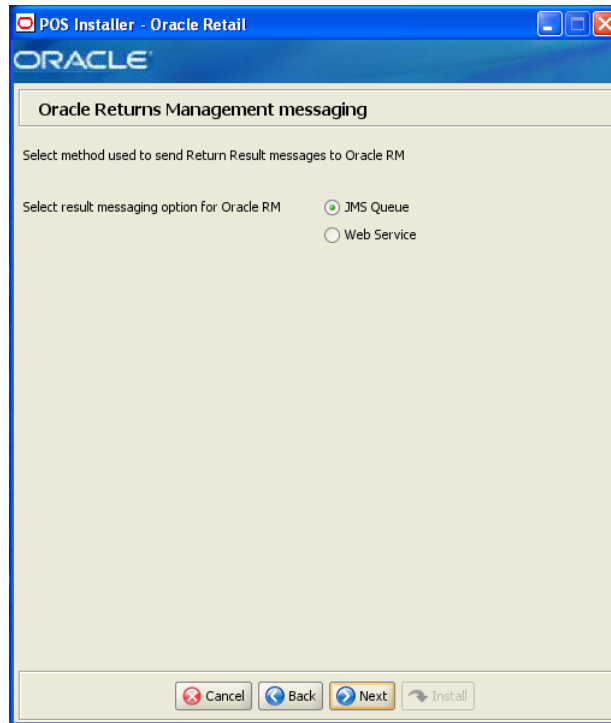 POS Installer - Oracle Retail
ORACLE
Oracle Returns Management messaging
Select method used to send Return Result messages to Oracle RM
Select result messaging option for Oracle RM JMS Queue
Web Service
Cancel Back Next Install